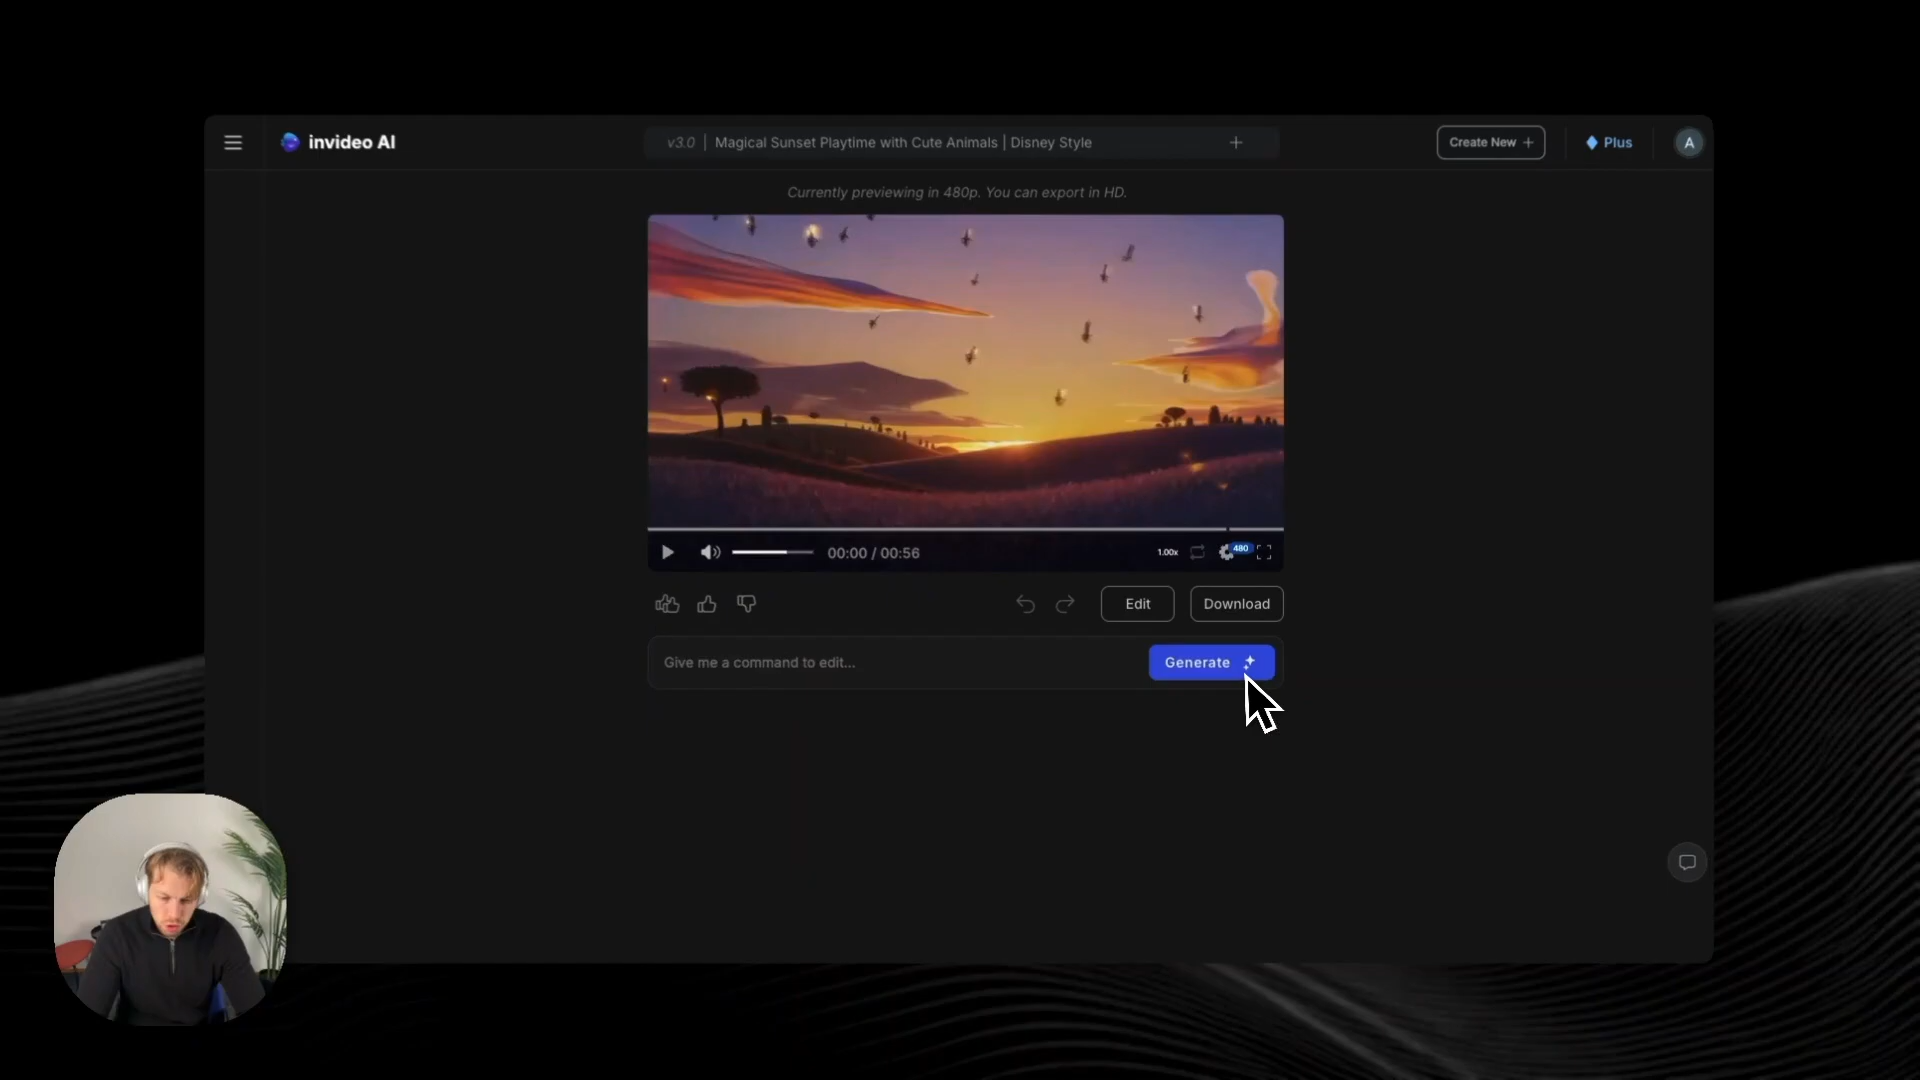 invideo AI
v3.0 | Magical Sunset Playtime with Cute Animals | Disney Style
Create New
Plus
A
Currently previewing in 480p. You can export in HD.
00:00 / 00:56
1.00x
480
Edit
Download
Give me a command to edit...
Generate